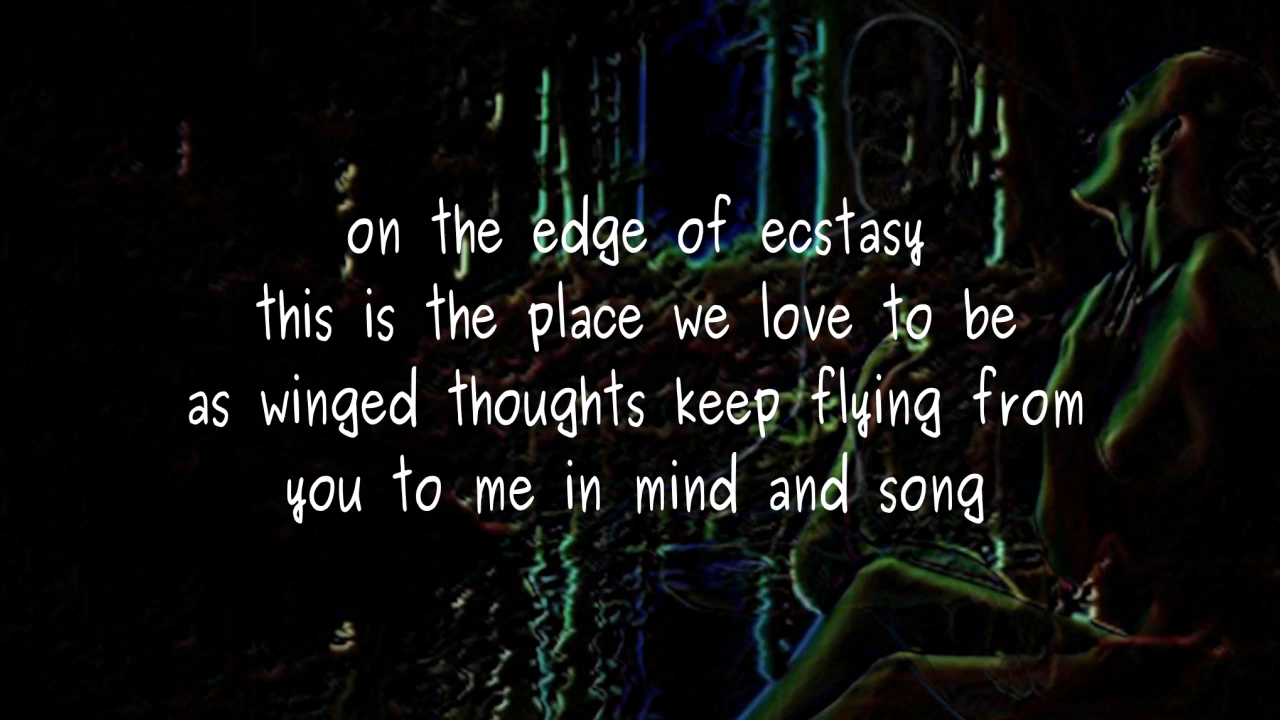 on the edge of ecstasy
this is the place we love to be
as winged thoughts keep flying from
you to me in mind and song